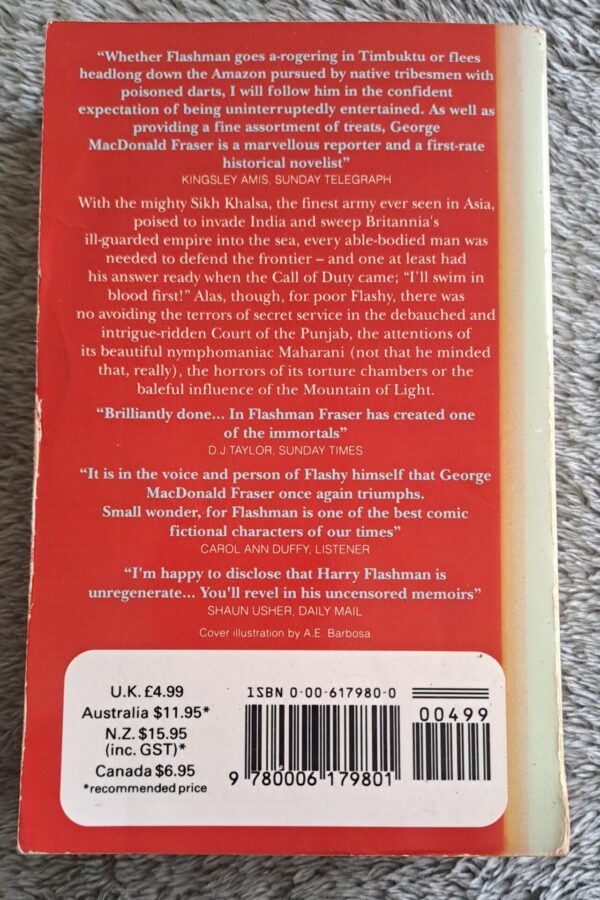 “Whether Flashman goes a-rogering in Timbuktu or flees
headlong down the Amazon pursued by native tribesmen with
poisoned darts, I will follow him in the confident
expectation of being uninterruptedly entertained. As well as
providing a fine assortment of treats, George
MacDonald Fraser is a marvellous reporter and a first-rate
historical novelist”
KINGSLEY AMIS, SUNDAY TELEGRAPH
With the mighty Sikh Khalsa, the finest army ever seen in Asia,
poised to invade India and sweep Britannia's
ill-guarded empire into the sea, every able-bodied man was
needed to defend the frontier – and one at least had
his answer ready when the Call of Duty came; “I'll swim in
blood first!” Alas, though, for poor Flashy, there was
no avoiding the terrors of secret service in the debauched and
intrigue-ridden Court of the Punjab, the attentions of
its beautiful nymphomaniac Maharani (not that he minded
that, really), the horrors of its torture chambers or the
baleful influence of the Mountain of Light.
“Brilliantly done... In Flashman Fraser has created one
of the immortals”
D.J. TAYLOR, SUNDAY TIMES
“It is in the voice and person of Flashy himself that George
MacDonald Fraser once again triumphs.
Small wonder, for Flashman is one of the best comic
fictional characters of our times”
CAROL ANN DUFFY, LISTENER
“I'm happy to disclose that Harry Flashman is
unregenerate... You'll revel in his uncensored memoirs”
SHAUN USHER, DAILY MAIL
Cover illustration by A.E. Barbosa
U.K. £4.99
Australia $11.95*
N.Z. $15.95
(inc. GST)*
Canada $6.95
*recommended price
ISBN 0-00-617980-0
00499
9 780006 179801